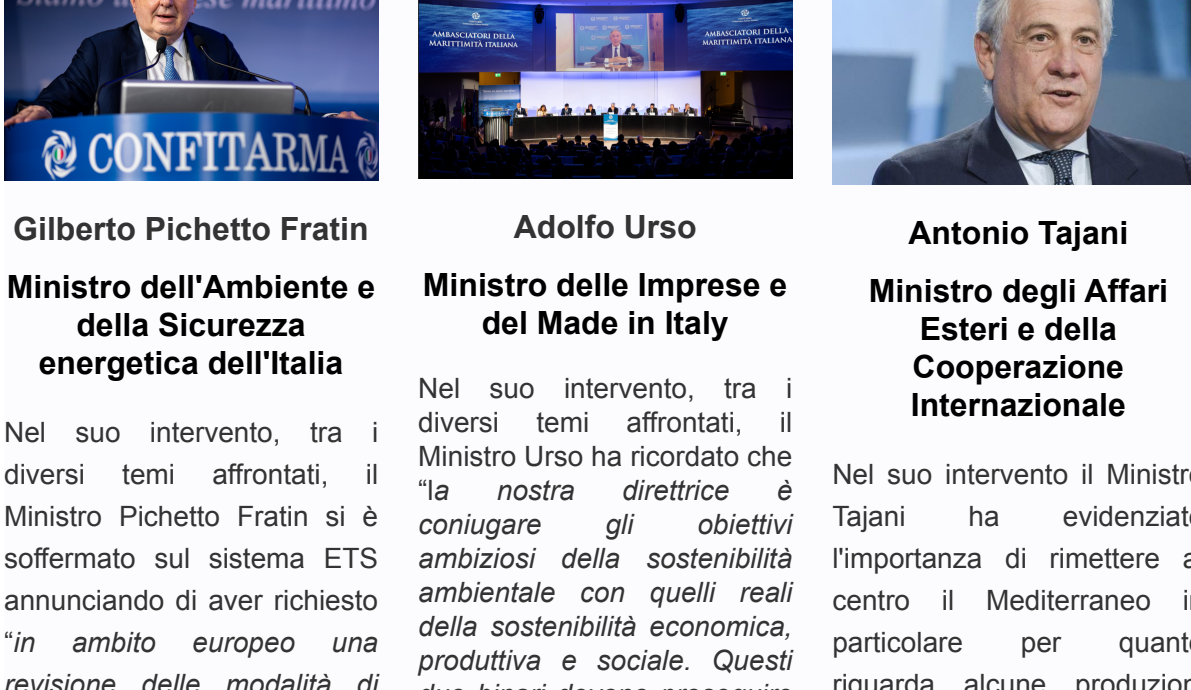 AMBASCIATORI DELLA
MARITTIMITÀ ITALIANA
AMBASCIATORI DELLA
MARITTIMITÀ ITALIANA
CONFITARMA
Gilberto Pichetto Fratin
Ministro dell'Ambiente e
della Sicurezza
energetica dell'Italia
Nel suo intervento, tra i
diversi temi affrontati, il
Ministro Pichetto Fratin si è
soffermato sul sistema ETS
annunciando di aver richiesto
“in ambito europeo una
revisione delle modalità di
Adolfo Urso
Ministro delle Imprese e
del Made in Italy
Nel suo intervento, tra i
diversi temi affrontati, il
Ministro Urso ha ricordato che
“la nostra direttrice è
coniugare gli obiettivi
ambiziosi della sostenibilità
ambientale con quelli reali
della sostenibilità economica,
produttiva e sociale. Questi
due binari devono proseguire
Antonio Tajani
Ministro degli Affari
Esteri e della
Cooperazione
Internazionale
Nel suo intervento il Ministro
Tajani ha evidenziato
l'importanza di rimettere a
centro il Mediterraneo in
particolare per quanto
riguarda alcune produzion